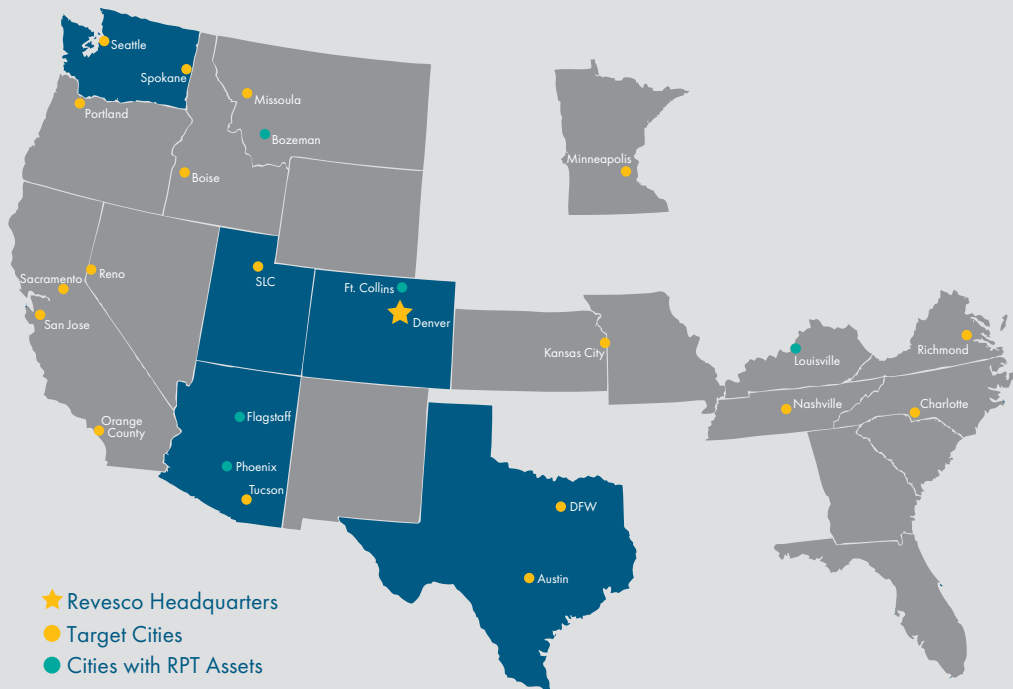 Seattle
Spokane
Portland
Missoula
Bozeman
Boise
Minneapolis
Reno
Sacramento
San Jose
SLC
Ft. Collins
Denver
Kansas City
Louisville
Richmond
Nashville
Charlotte
Orange
County
Flagstaff
Phoenix
Tucson
DFW
Austin
Revesco Headquarters
Target Cities
Cities with RPT Assets